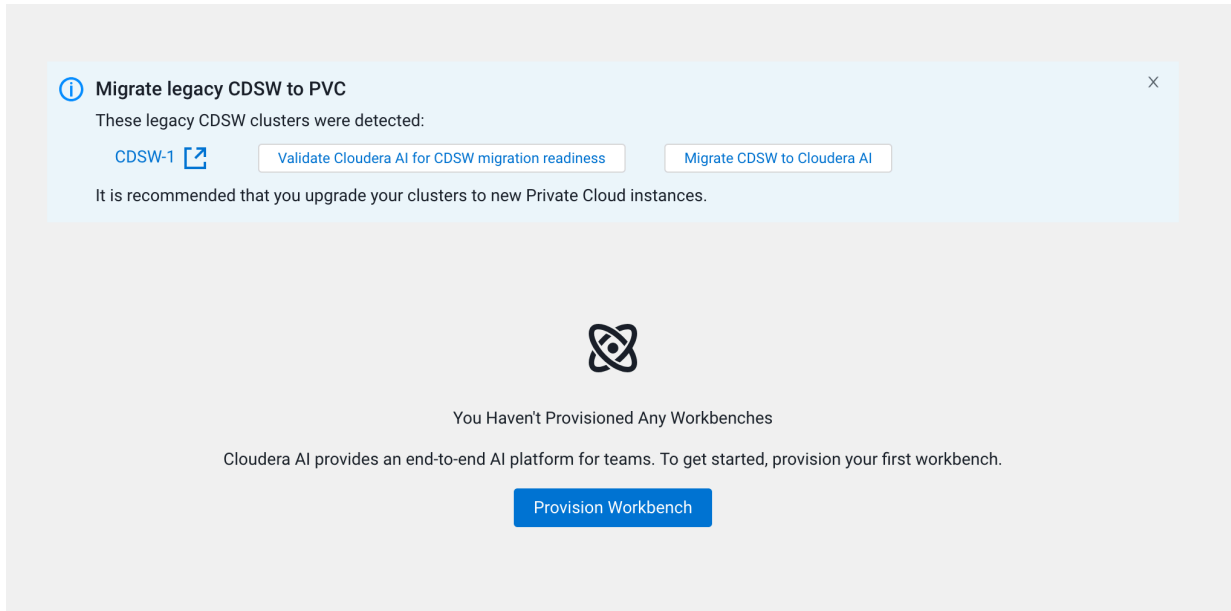 Migrate legacy CDSW to PVC
These legacy CDSW clusters were detected:
CDSW-1 Validate Cloudera AI for CDSW migration readiness Migrate CDSW to Cloudera AI
It is recommended that you upgrade your clusters to new Private Cloud instances.
You Haven't Provisioned Any Workbenches
Cloudera AI provides an end-to-end AI platform for teams. To get started, provision your first workbench.
Provision Workbench